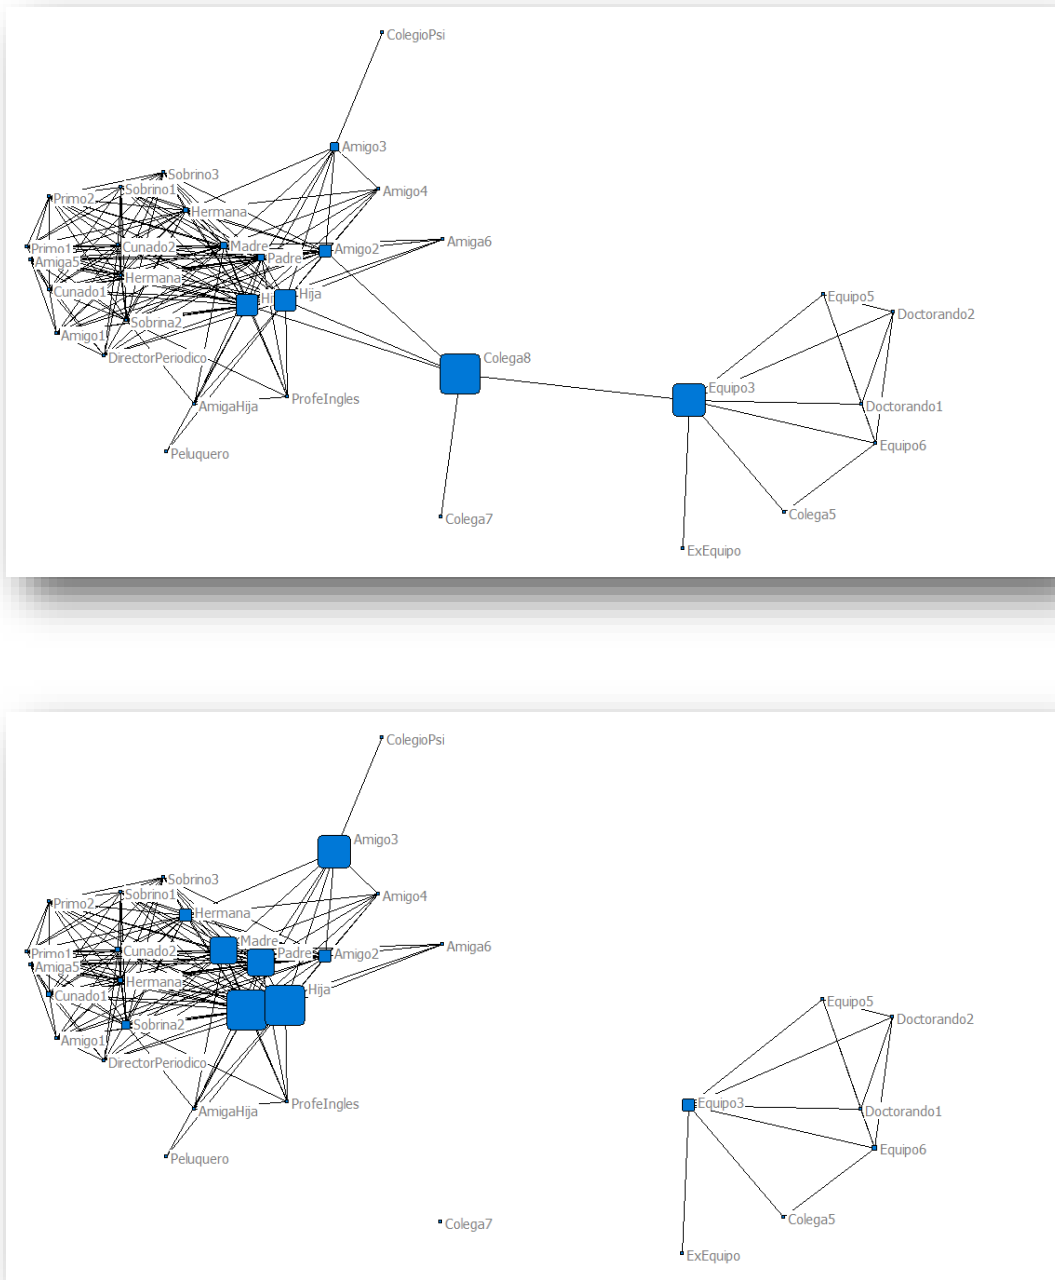 ColegioPsi
Amigo3
Sobrino3
Sobrino1
Amigo4
Primo2
Hermana
Amiga6
Primo1
Cunado2
Madre
Amigo2
Amiga5
Padre
Hermana
Cunado1
Hija
Equipo5
Sobrina2
Doctorando2
Amigo1
DirectorPeriodico
Colega8
Equipo3
AmigaHija
ProfeIngles
Doctorando1
Peluquero
Equipo6
Colega7
Colega5
ExEquipo
ColegioPsi
Amigo3
Sobrino3
Sobrino1
Amigo4
Primo2
Hermana
Madre
Amiga6
Primo1
Cunado2
Padre
Amigo2
Amiga5
Hermana
Cunado1
Hija
Equipo5
Sobrina2
Doctorando2
Amigo1
DirectorPeriodico
Equipo3
AmigaHija
ProfeIngles
Doctorando1
Peluquero
Equipo6
Colega7
Colega5
ExEquipo